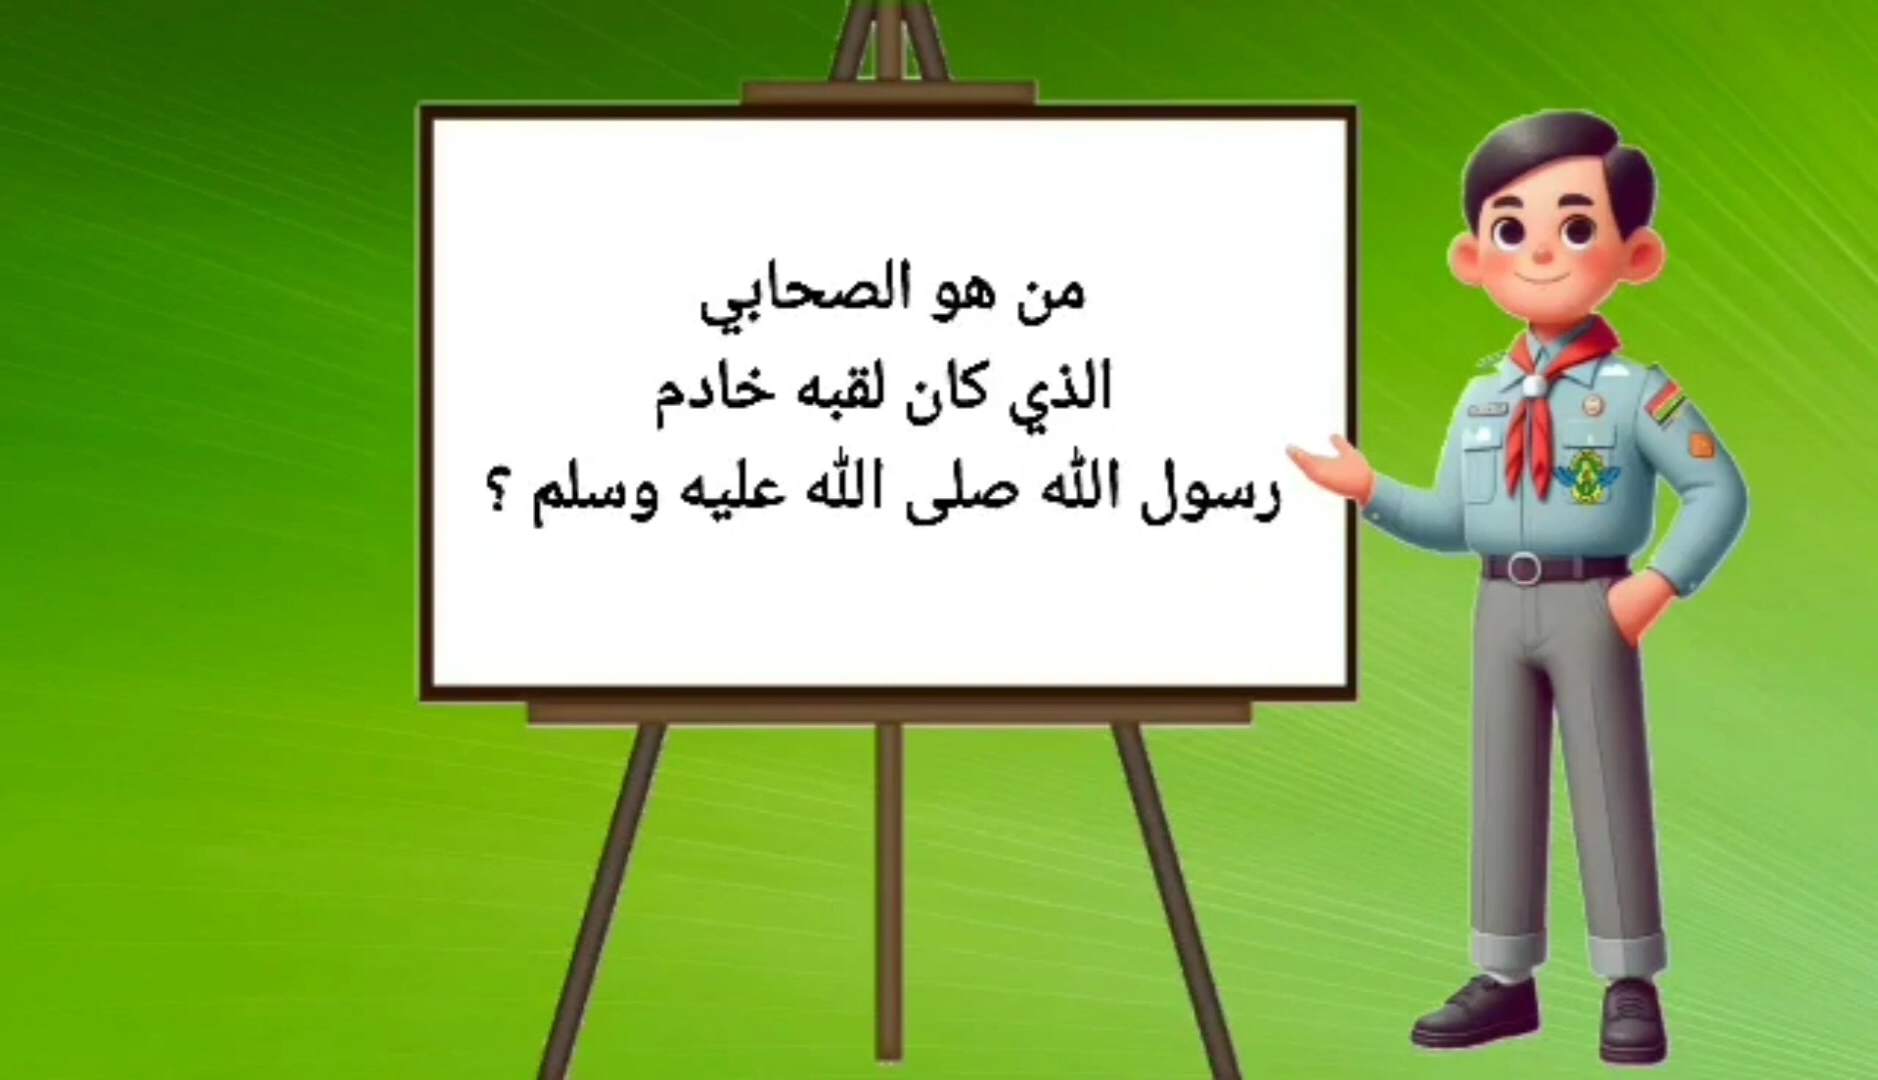 من هو الصحابي
الذي كان لقبه خادم
رسول الله صلى الله عليه وسلم ؟